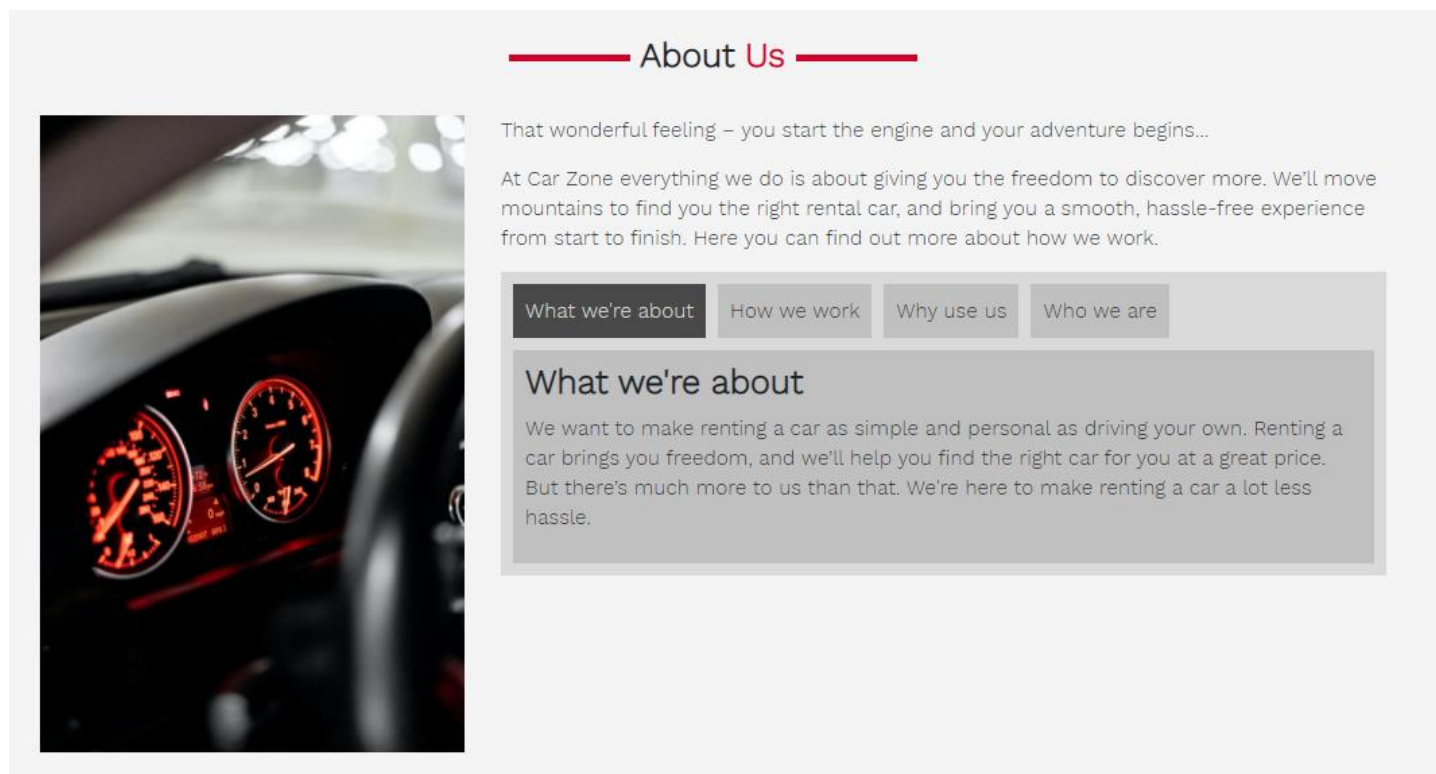 About Us
That wonderful feeling – you start the engine and your adventure begins...
At Car Zone everything we do is about giving you the freedom to discover more. We'll move
mountains to find you the right rental car, and bring you a smooth, hassle-free experience
from start to finish. Here you can find out more about how we work.
What we're about
How we work
Why use us
Who we are
What we're about
We want to make renting a car as simple and personal as driving your own. Renting a
car brings you freedom, and we'll help you find the right car for you at a great price.
But there's much more to us than that. We're here to make renting a car a lot less
hassle.